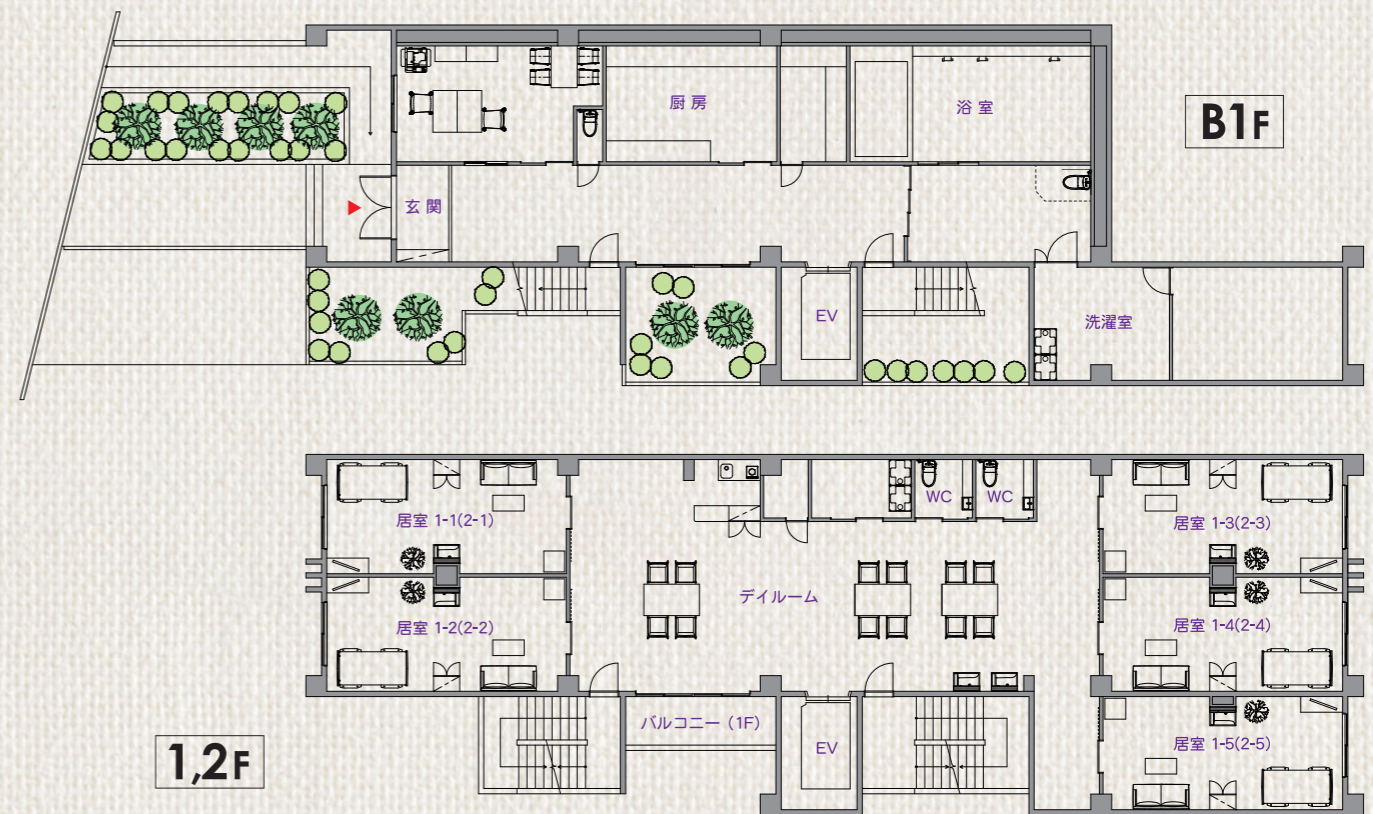 厨房
浴室
B1F
玄関
EV
洗濯室
WC
WC
居室 1-1(2-1)
居室 1-3(2-3)
デイルーム
居室 1-2(2-2)
居室 1-4(2-4)
バルコニー (1F)
EV
居室 1-5(2-5)
1,2F